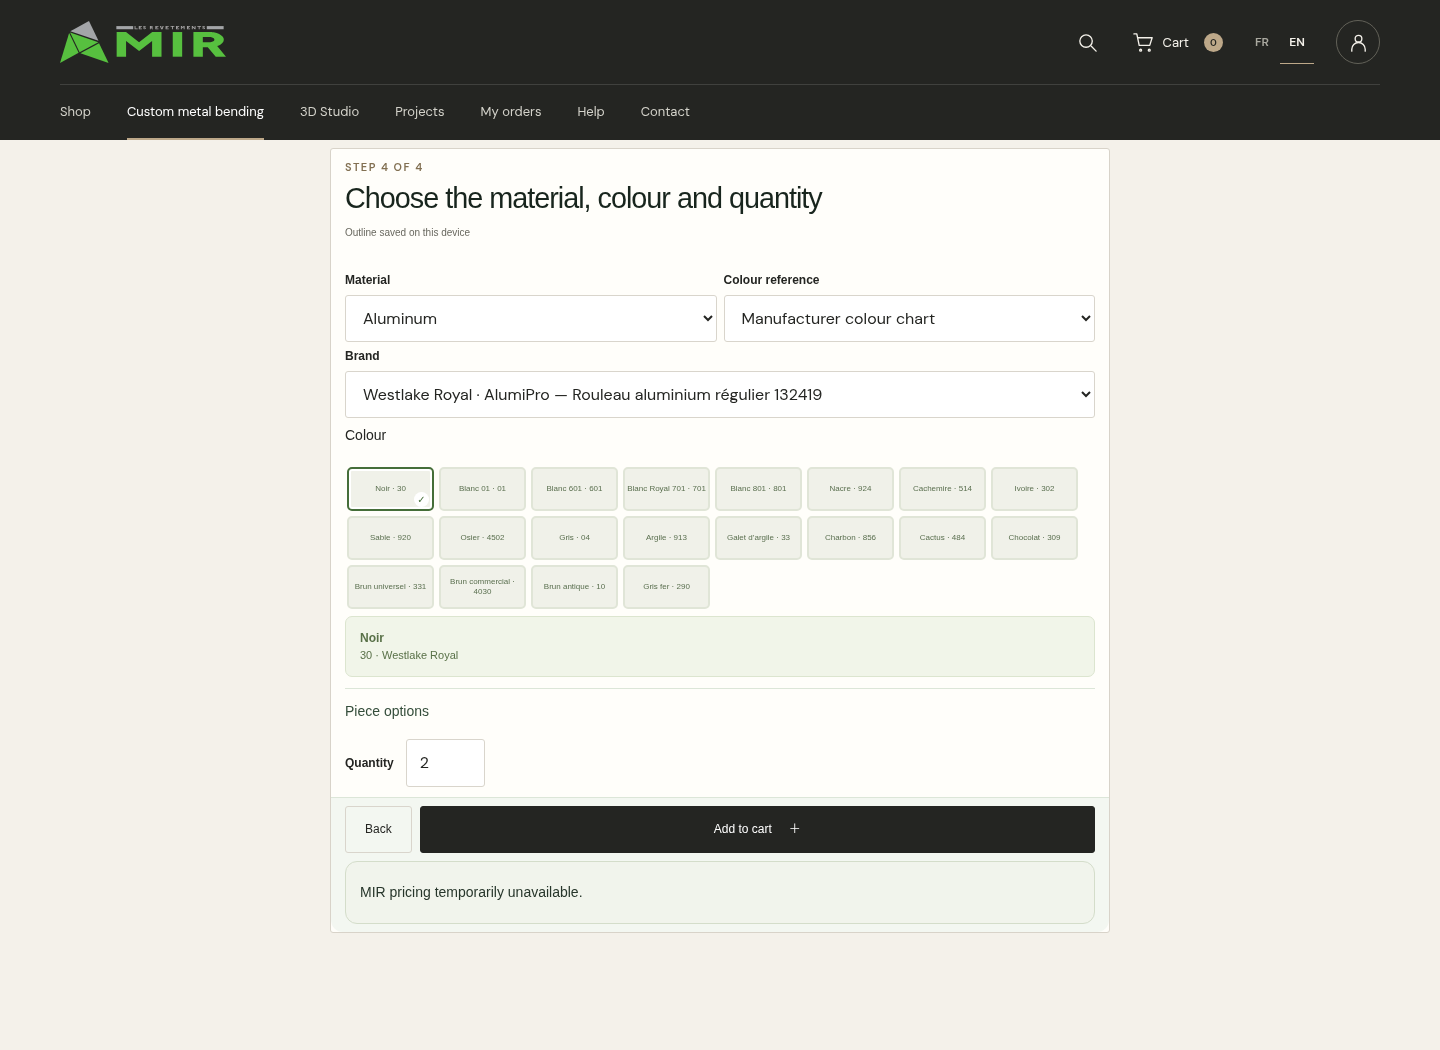 LES REVÊTEMENTS
MIR
Cart 0 FR EN
Shop Custom metal bending 3D Studio Projects My orders Help Contact
STEP 4 OF 4
Choose the material, colour and quantity
Outline saved on this device
Material Colour reference
Aluminum Manufacturer colour chart
Brand
Westlake Royal · AlumiPro — Rouleau aluminium régulier 132419
Colour
Noir · 30 Blanc 01 · 01 Blanc 601 · 601 Blanc Royal 701 · 701 Blanc 801 · 801 Nacre · 924 Cachemire · 514 Ivoire · 302
✓
Sable · 920 Osier · 4502 Gris · 04 Argile · 913 Galet d'argile · 33 Charbon · 856 Cactus · 484 Chocolat · 309
Brun universel · 331 Brun commercial · 4030 Brun antique · 10 Gris fer · 290
Noir
30 · Westlake Royal
Piece options
Quantity 2
Back Add to cart +
MIR pricing temporarily unavailable.